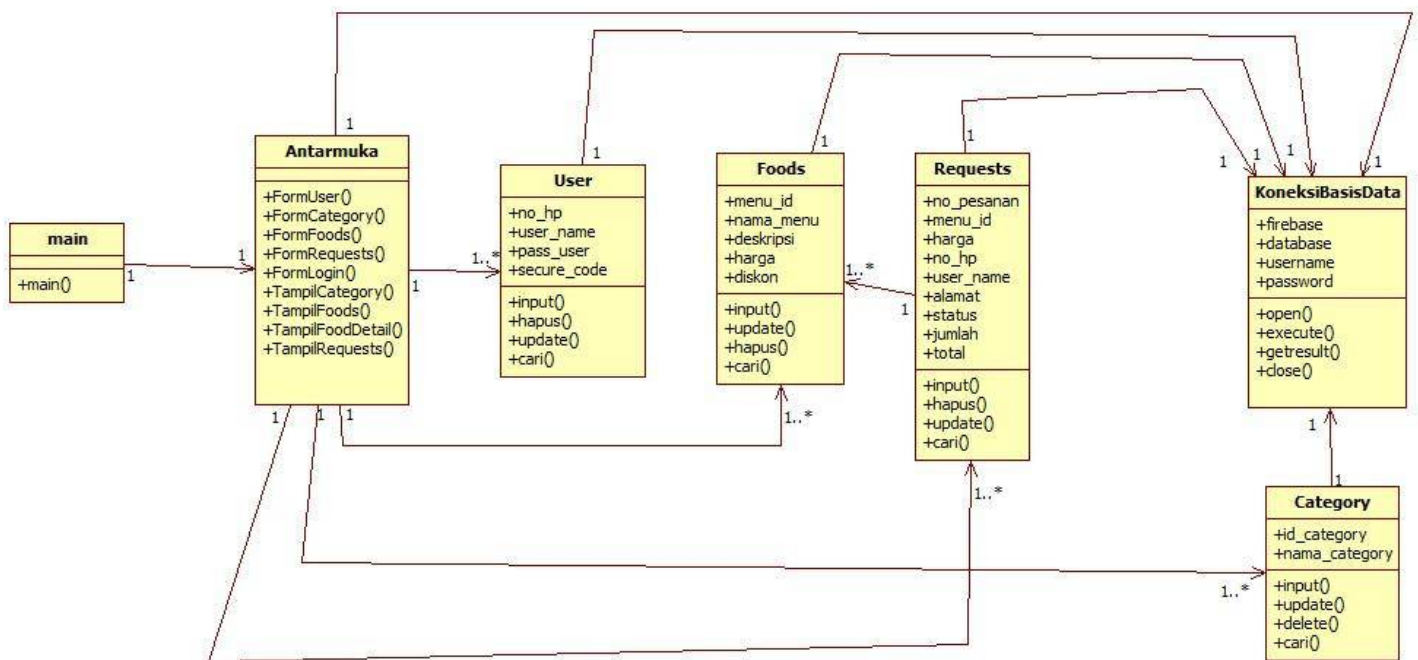 main
+main()
1
1
Antarmuka
+FormUser()
+FormCategory()
+FormFoods()
+FormRequests()
+FormLogin()
+TampilCategory()
+TampilFoods()
+TampilFoodDetail()
+TampilRequests()
1
1
1
1
1
1..*
User
+no_hp
+user_name
+pass_user
+secure_code
+input()
+hapus()
+update()
+cari()
1
Foods
+menu_id
+nama_menu
+deskripsi
+harga
+diskon
+input()
+update()
+hapus()
+cari()
1
1..*
1..*
1
Requests
+no_pesanan
+menu_id
+harga
+no_hp
+user_name
+alamat
+status
+jumlah
+total
+input()
+hapus()
+update()
+cari()
1
1..*
1
1
1
1
KoneksiBasisData
+firebase
+database
+username
+password
+open()
+execute()
+getresult()
+close()
1
1
1..*
Category
+id_category
+nama_category
+input()
+update()
+delete()
+cari()